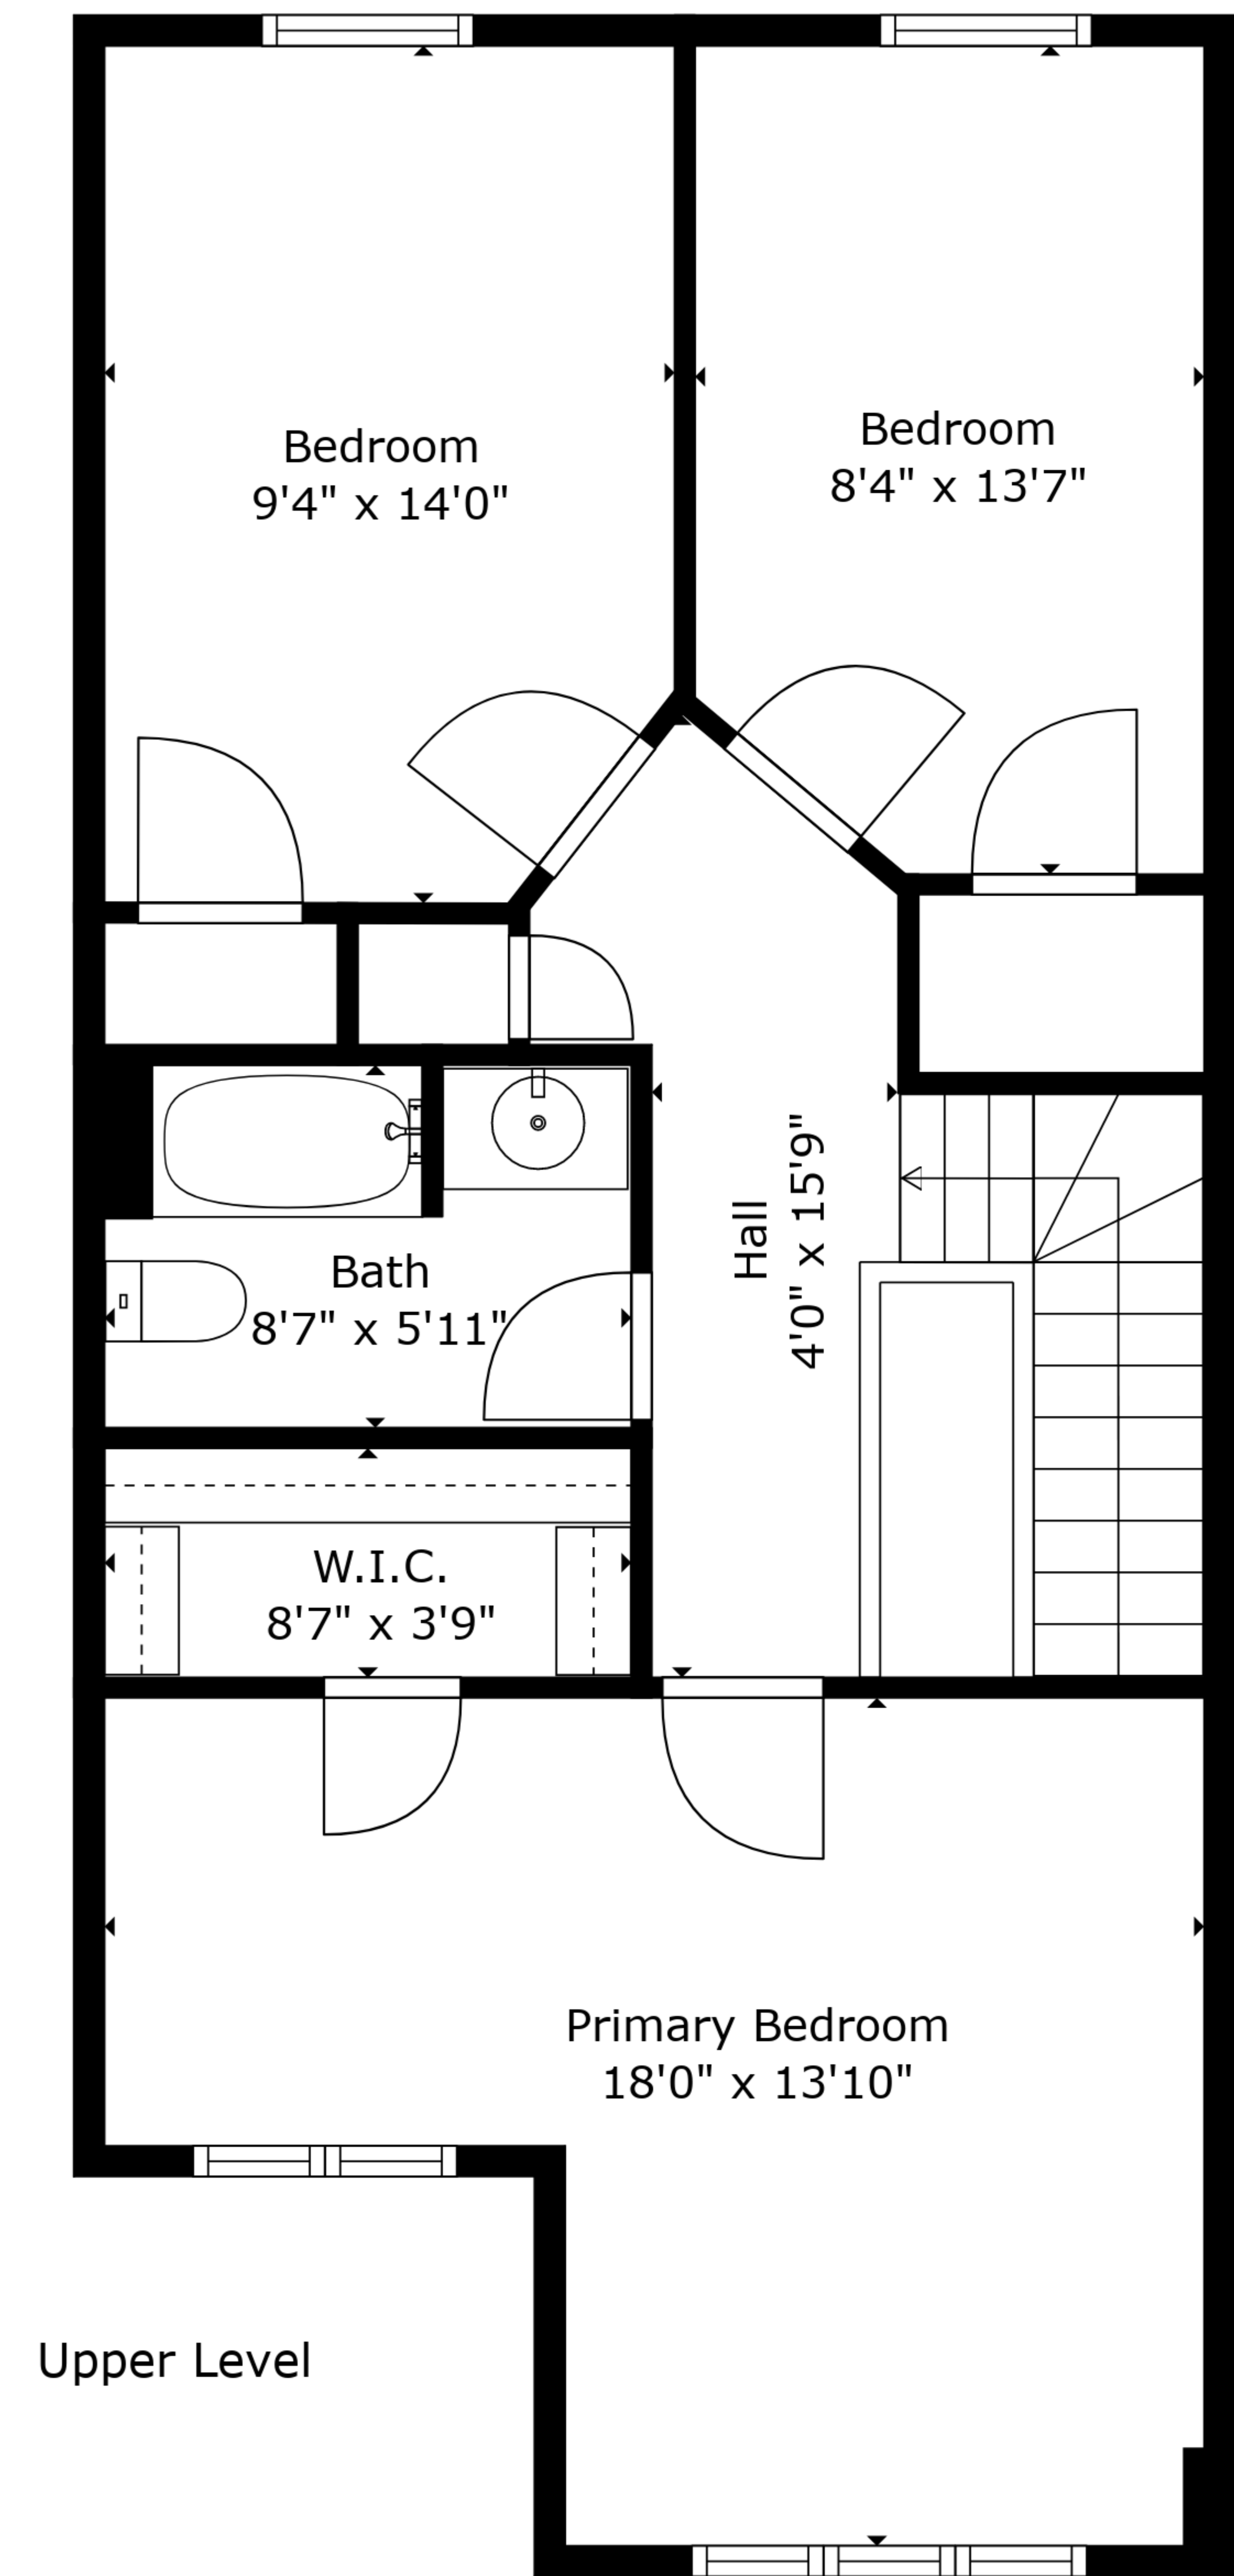 Bedroom
9'4" x 14'0"
Bedroom
8'4" x 13'7"
Hall
4'0" x 15'9"
Bath
8'7" x 5'11"
W.I.C.
8'7" x 3'9"
Primary Bedroom
18'0" x 13'10"
Upper Level